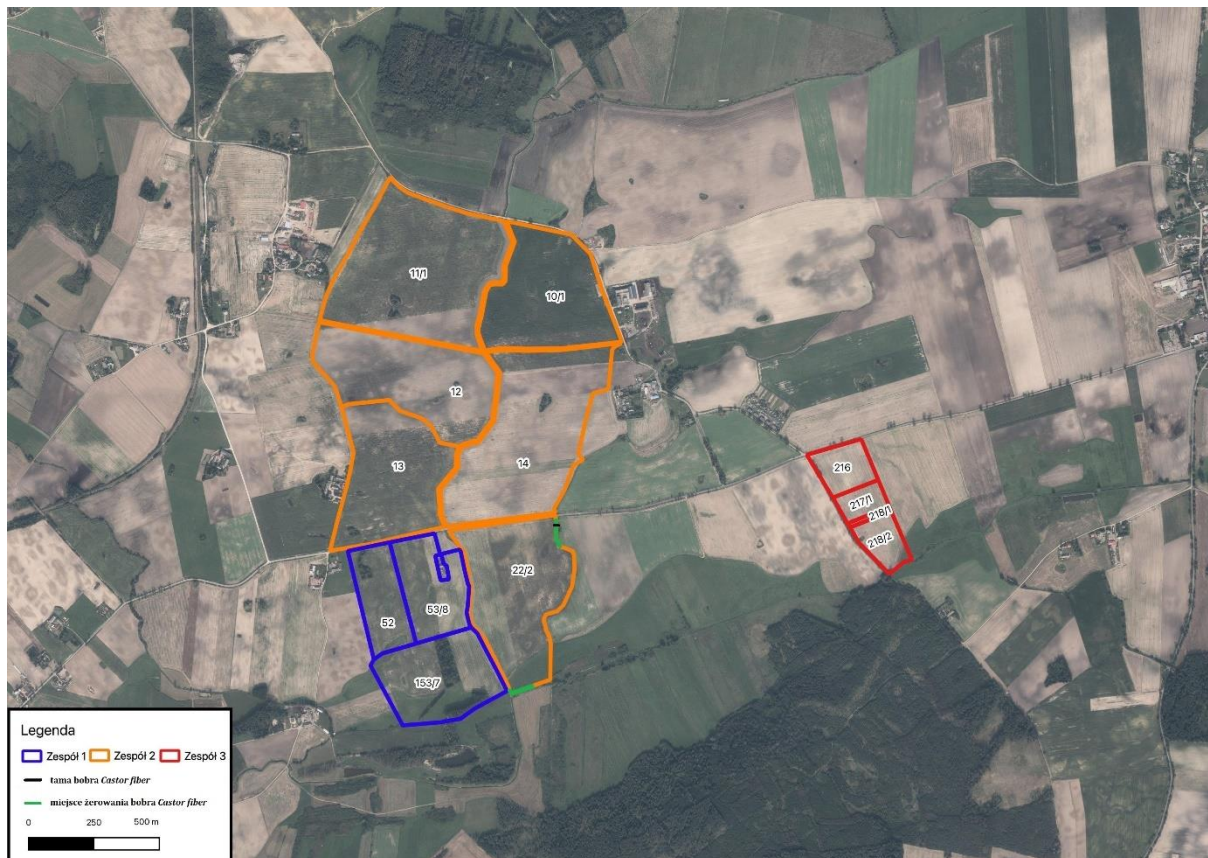 11/1
10/1
12
13
14
216
217/1
218/1
218/2
22/2
53/8
52
153/7
Legenda
Zespół 1 Zespół 2 Zespół 3
tama bobra Castor fiber
miejsce żerowania bobra Castor fiber
0 250 500 m